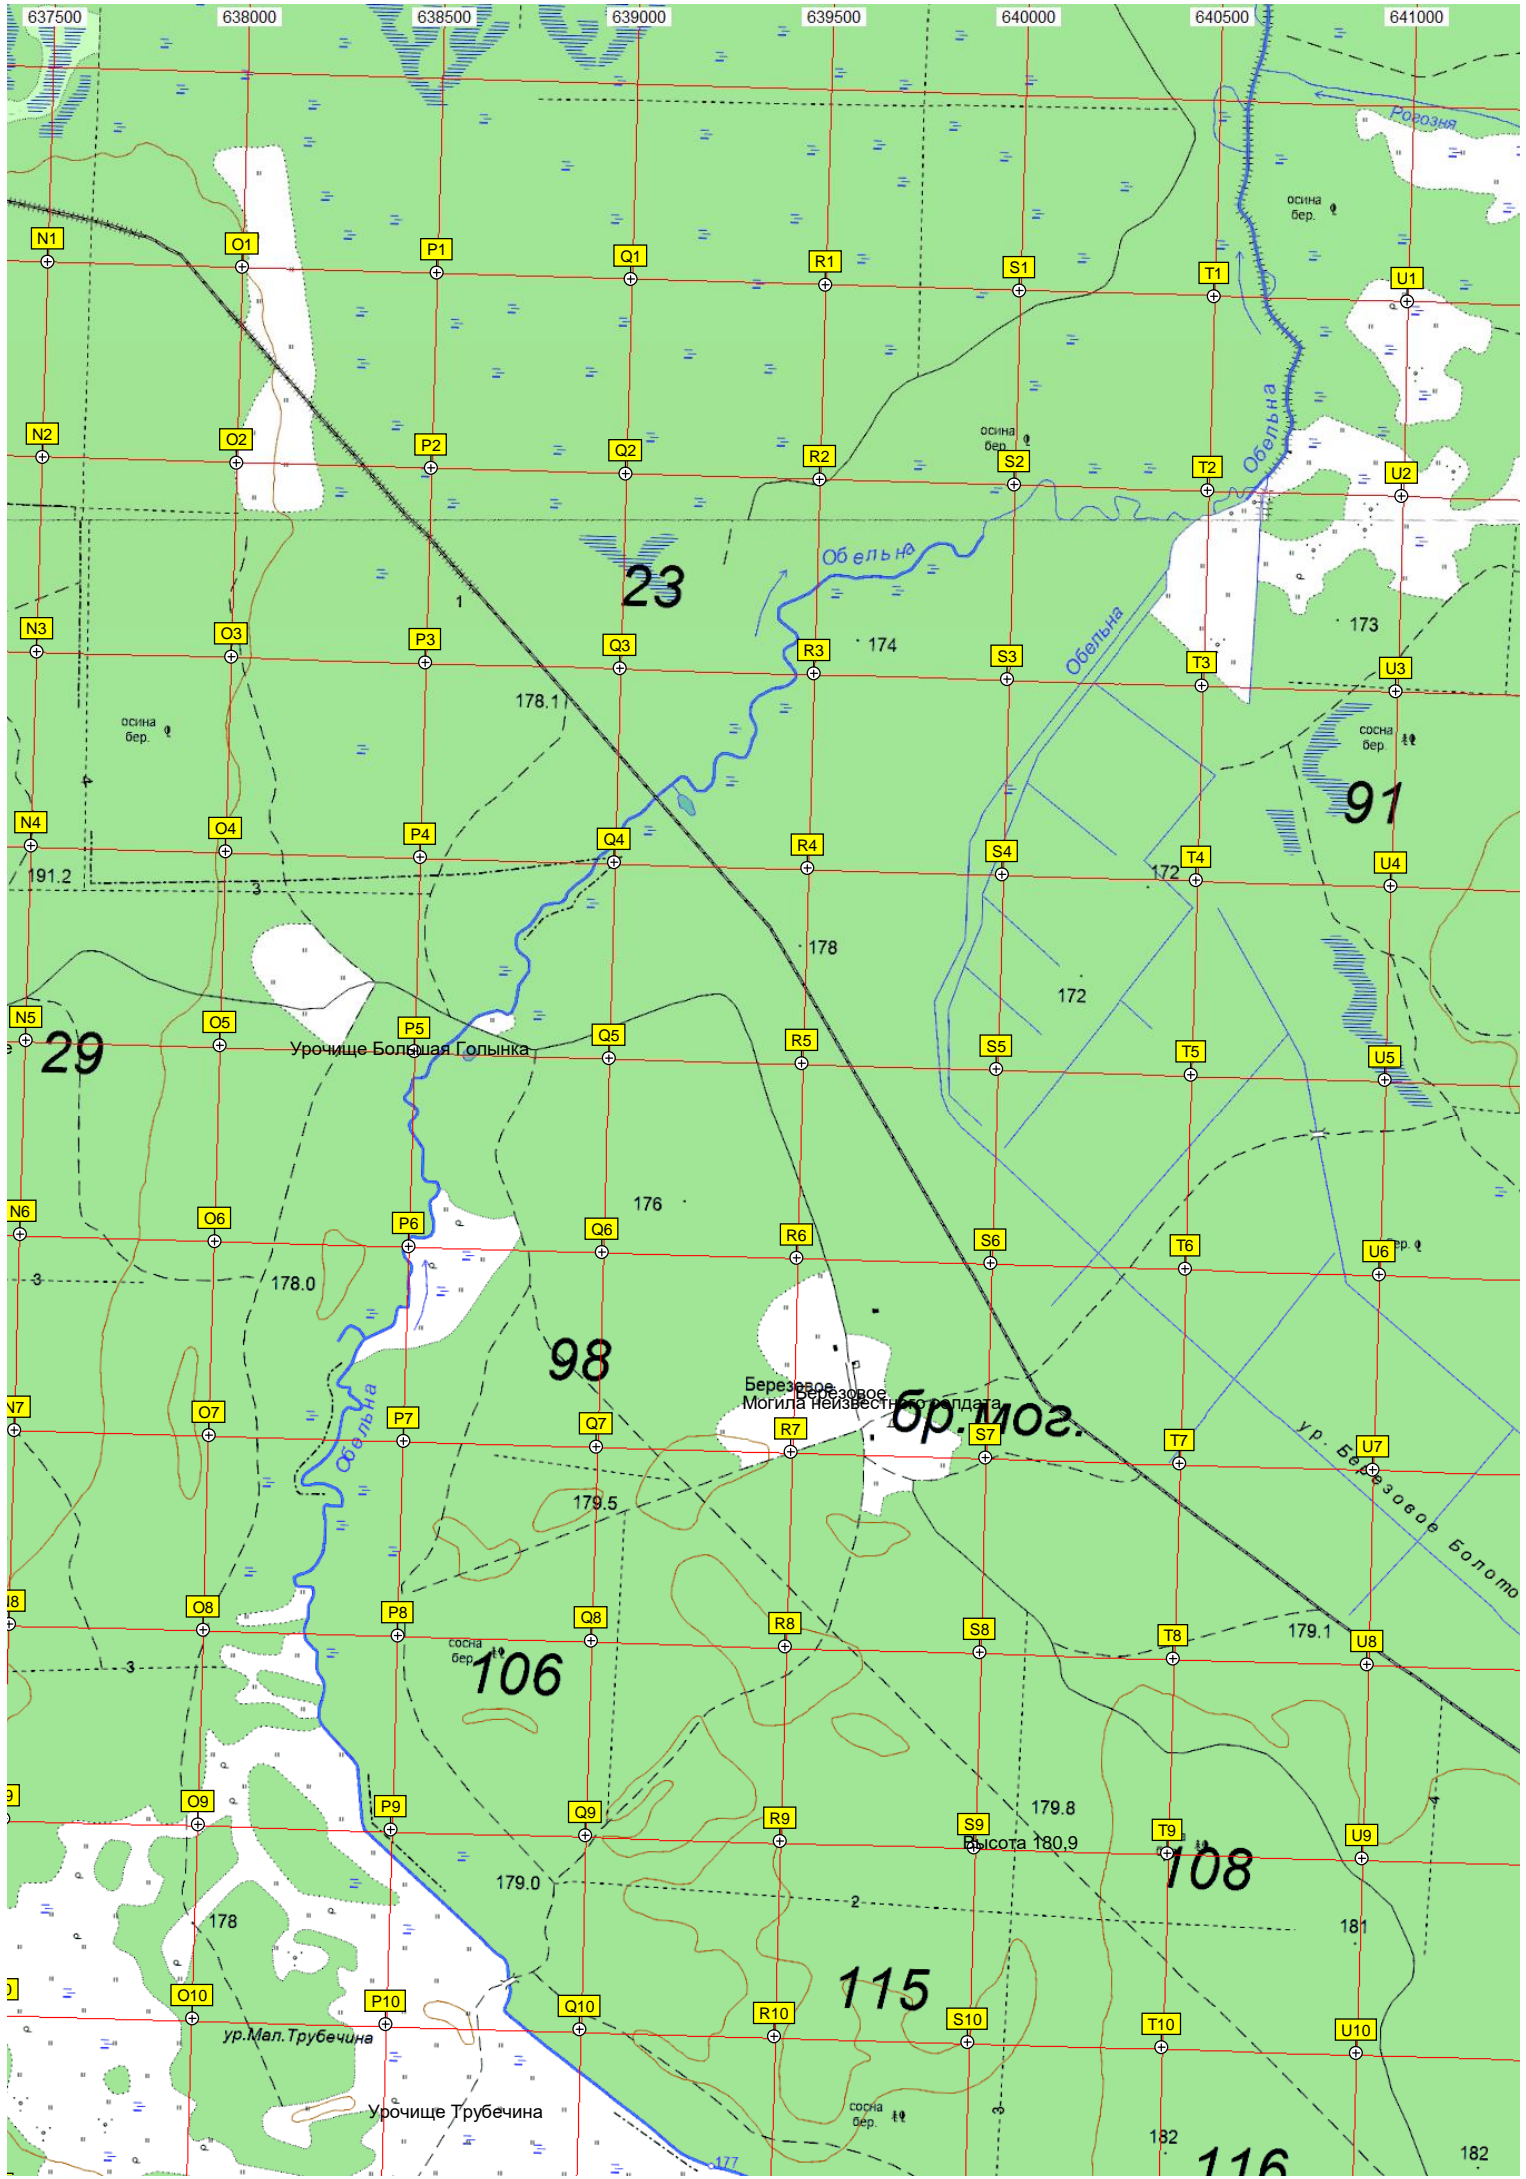 637500 638000 638500 639000 639500 640000 640500 641000
Рогозня
осина
бер.
N1 O1 P1 Q1 R1 S1 T1 U1
Обельна
осина
бер.
N2 O2 P2 Q2 R2 S2 T2 U2
Обельна
23
1
Обельна
173
174
N3 O3 P3 Q3 R3 S3 T3 U3
178.1
осина
бер.
сосна
бер.
4
91
N4 O4 P4 Q4 R4 S4 T4 U4
191.2
3
172
178
172
N5 O5 P5 Q5 R5 S5 T5 U5
е
29
Урочище Большая Голынка
176
N6 O6 P6 Q6 R6 S6 T6 U6
бер.
3
178.0
98
Березовое
Берёзовое
Могила неизвестного солдата
бр.мог.
Обельна
N7 O7 P7 Q7 R7 S7 T7 U7
ур. Березовое Болото
179.5
N8 O8 P8 Q8 R8 S8 T8 U8
179.1
сосна
бер.
106
3
179.8
4
9 O9 P9 Q9 R9 S9 T9 U9
Высота 180,9
108
179.0
2
178
181
115
O10 P10 Q10 R10 S10 T10 U10
ур.Мал.Трубечина
Урочище Трубечина
сосна
бер.
3
182
182
177
116